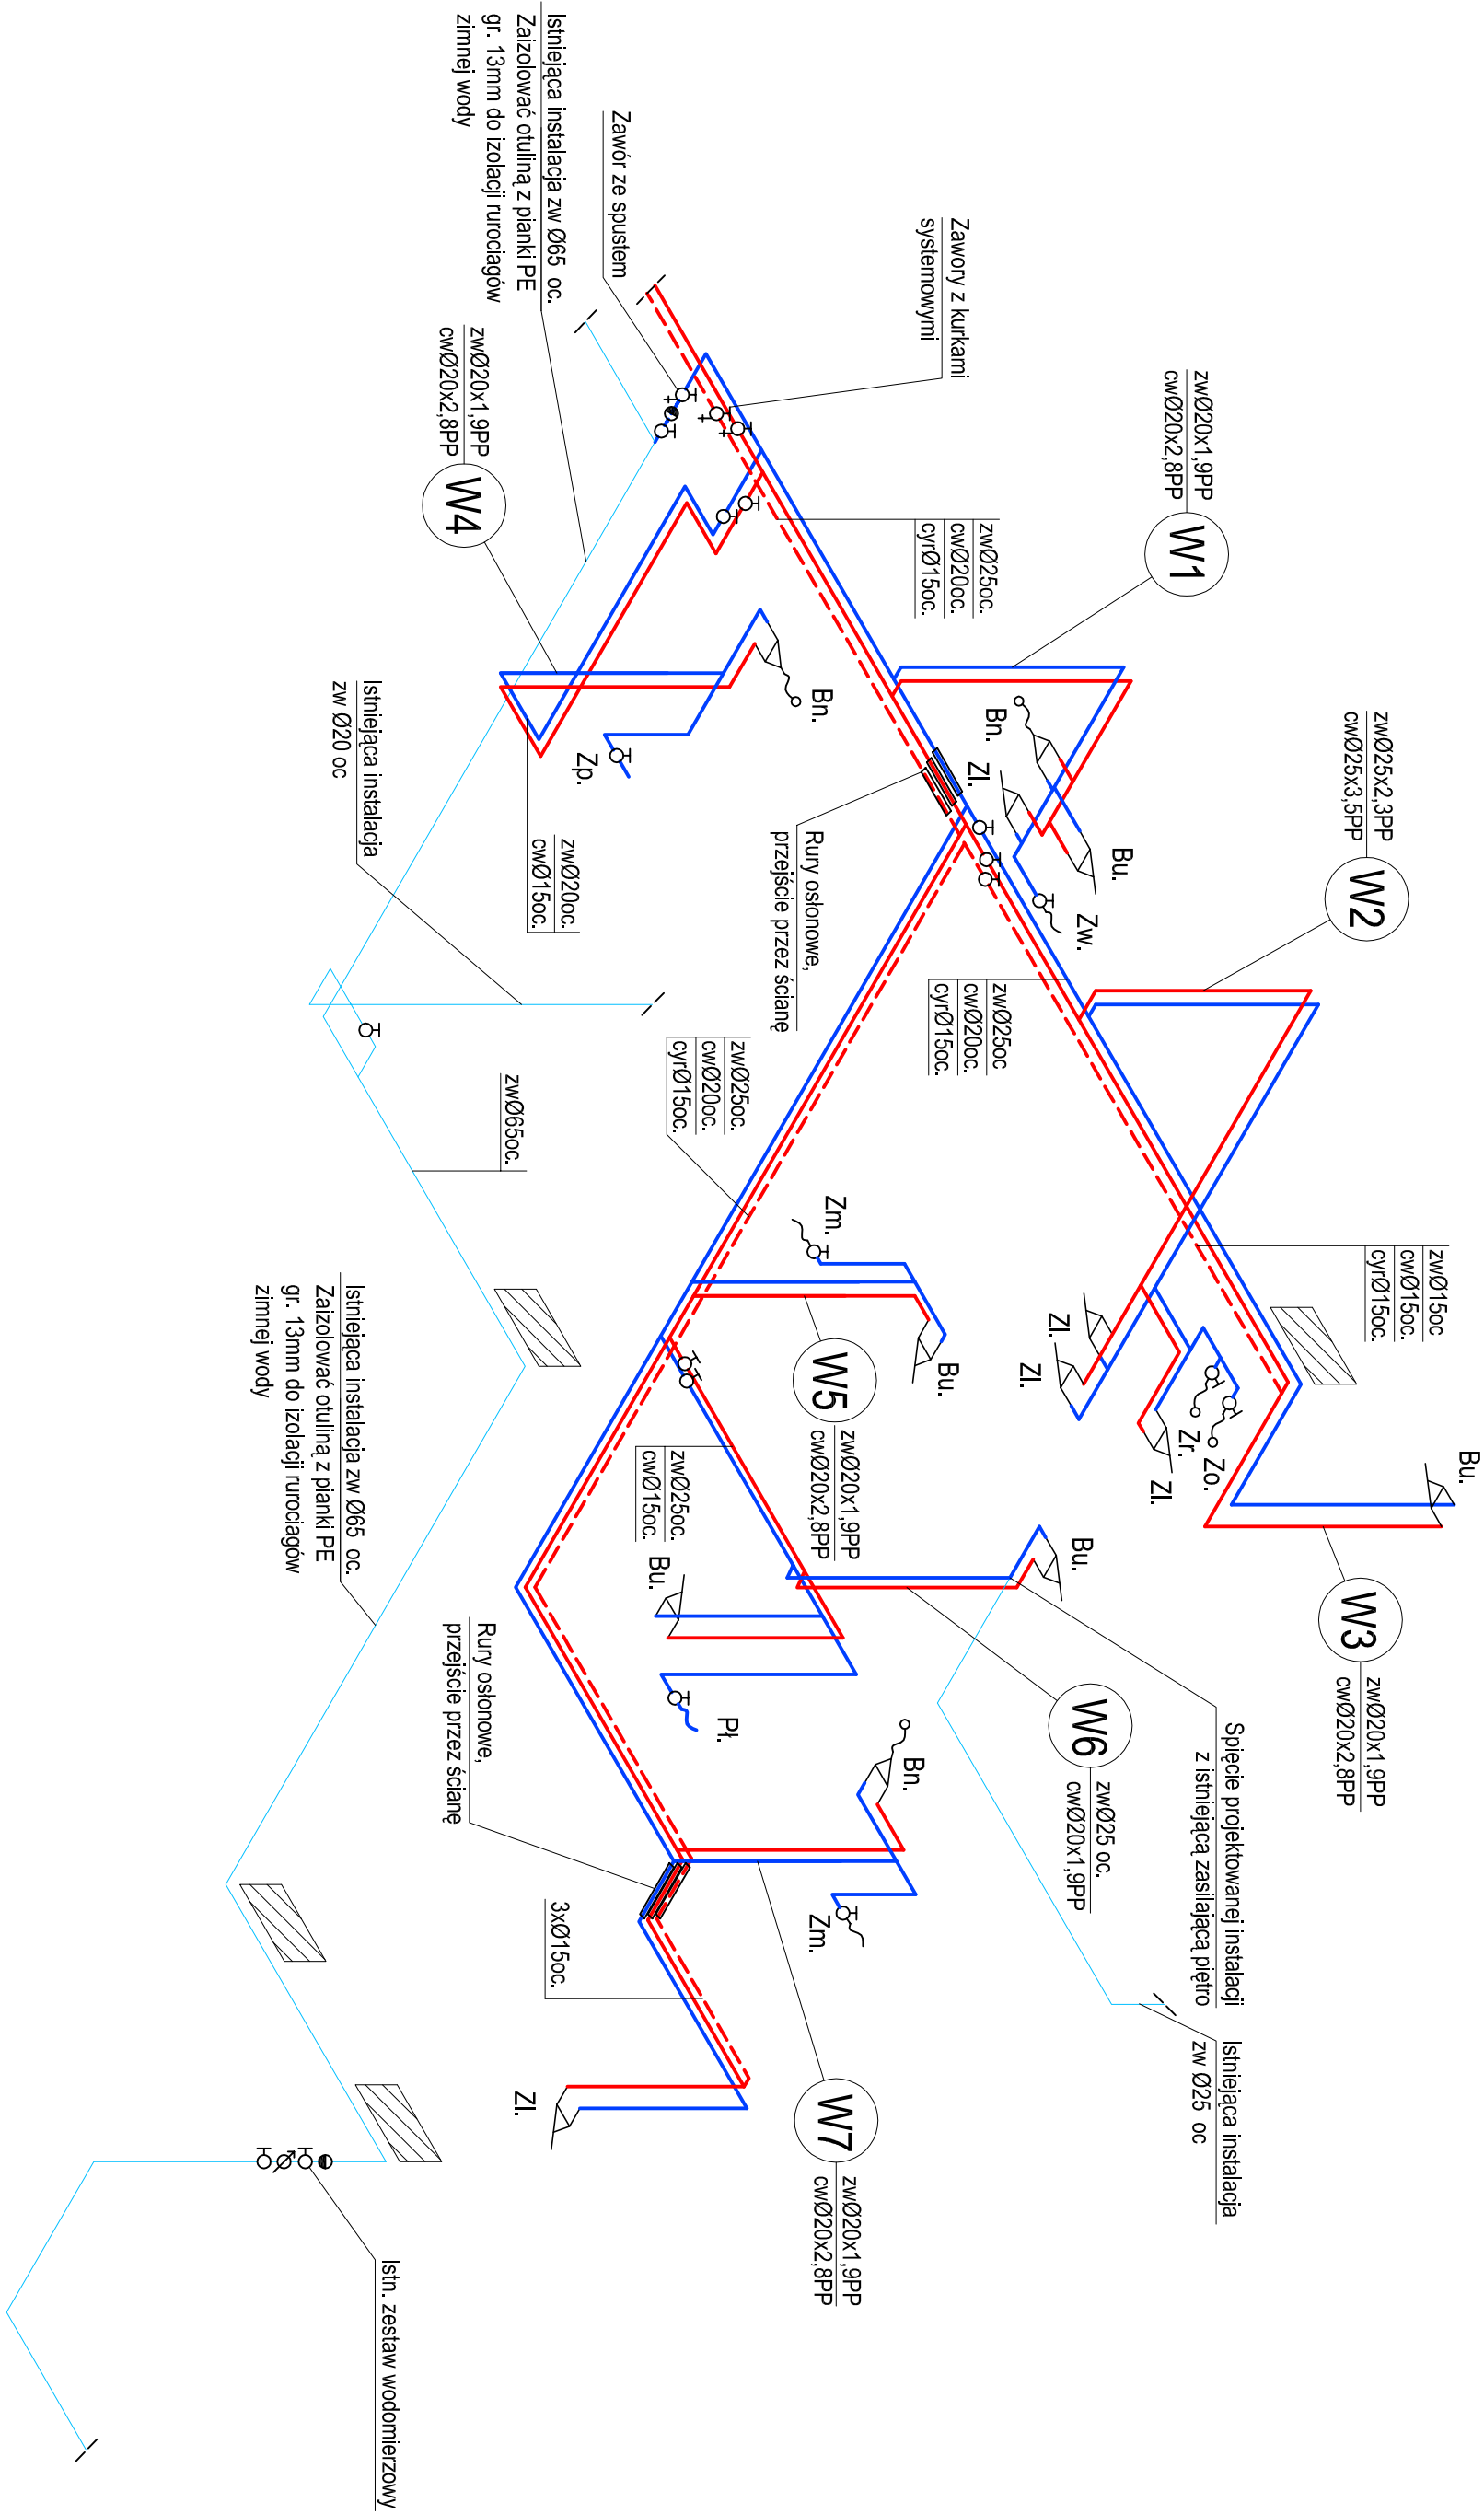 Bu.
W3
zwØ20x1,9PP
cwØ20x2,8PP
zwØ15oc
cwØ15oc.
cyrØ15oc.
zwØ25x2,3PP
cwØ25x3,5PP
W2
Zo.
Zr.
Zl.
Zl.
Zl.
Spięcie projektowanej instalacji
z istniejącą zasilającą piętro
Istniejąca instalacja
zw Ø25 oc
zwØ20x1,9PP
cwØ20x2,8PP
W1
Bu.
Bn.
Zl.
Zw.
W6
zwØ25 oc.
cwØ20x1,9PP
Bu.
Zawory z kurkami
systemowymi
zwØ25oc.
cwØ20oc.
cyrØ15oc.
zwØ25oc
cwØ20oc.
cyrØ15oc.
Bu.
Zm.
W5
zwØ20x1,9PP
cwØ20x2,8PP
Bn.
Zm.
W7
zwØ20x1,9PP
cwØ20x2,8PP
Rury osłonowe,
przejście przez ścianę
Bn.
Zp.
zwØ25oc.
cwØ20oc.
cyrØ15oc.
zwØ25oc.
cwØ15oc.
Bu.
Pł.
Zawór ze spustem
Istniejąca instalacja zw Ø65 oc.
Zaizolować otuliną z pianki PE
gr. 13mm do izolacji rurociagów
zimnej wody
zwØ20x1,9PP
cwØ20x2,8PP
W4
zwØ20oc.
cwØ15oc.
3xØ15oc.
Zl.
Rury osłonowe,
przejście przez ścianę
zwØ65oc.
Istniejąca instalacja
zw Ø20 oc
Istniejąca instalacja zw Ø65 oc.
Zaizolować otuliną z pianki PE
gr. 13mm do izolacji rurociagów
zimnej wody
Istn. zestaw wodomierzowy